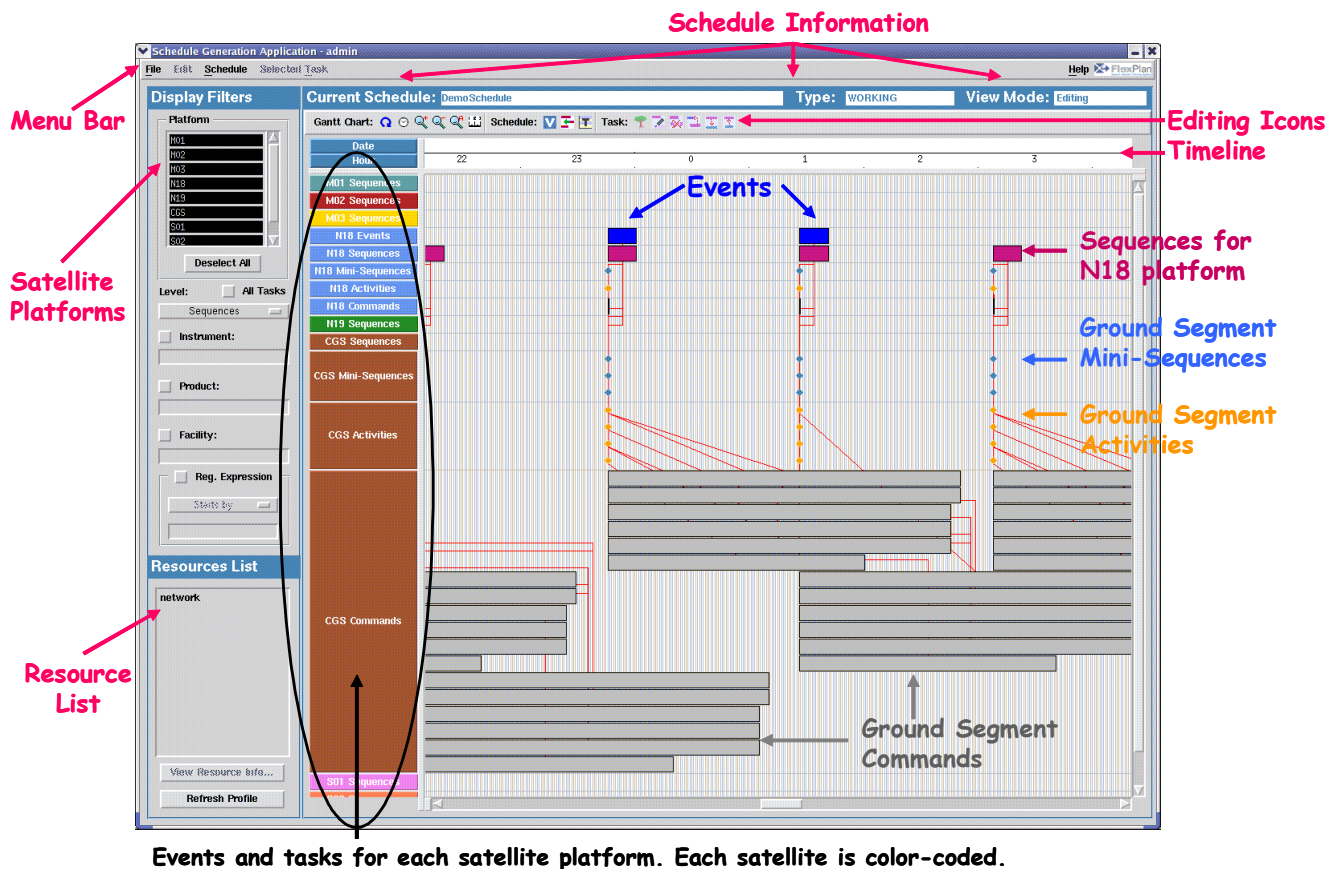 Schedule Information
Schedule Generation Application - admin
File Edit Schedule Selected Task Help FlexPlan
Menu Bar
Display Filters
Current Schedule: DemoSchedule Type: WORKING View Mode: Editing
Platform
Gantt Chart: Schedule: V T Task:
Editing Icons
M01
M02
M03
N18
N19
CGS
S01
S02
Deselect All
Date
Hour
22 23 0 1 2 3
Timeline
Satellite
Platforms
Level: All Tasks
Sequences
Instrument:
Product:
Facility:
Reg. Expression
Starts by
M01 Sequences
M02 Sequences
M03 Sequences
N18 Events
N18 Sequences
N18 Mini-Sequences
N18 Activities
N18 Commands
N19 Sequences
CGS Sequences
CGS Mini-Sequences
CGS Activities
CGS Commands
S01 Sequences
Events
Sequences for
N18 platform
Ground Segment
Mini-Sequences
Ground Segment
Activities
Ground Segment
Commands
Resources List
network
Resource
List
View Resource Info...
Refresh Profile
Events and tasks for each satellite platform. Each satellite is color-coded.